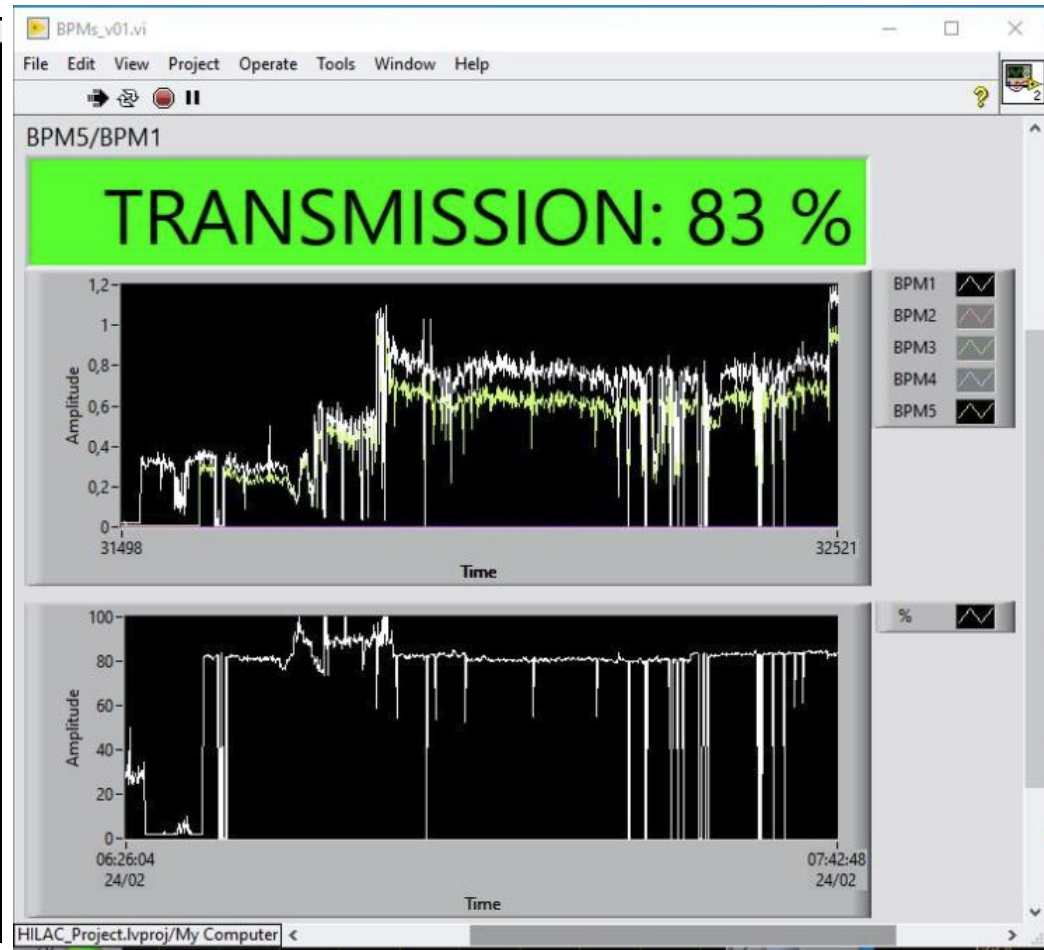 BPMs_v01.vi
File Edit View Project Operate Tools Window Help
2
BPM5/BPM1
TRANSMISSION: 83 %
1,2
1
0,8
0,6
0,4
0,2
0
Amplitude
31498
32521
Time
BPM1
BPM2
BPM3
BPM4
BPM5
100
80
60
40
20
0
Amplitude
06:26:04
24/02
07:42:48
24/02
Time
%
HILAC_Project.lvproj/My Computer